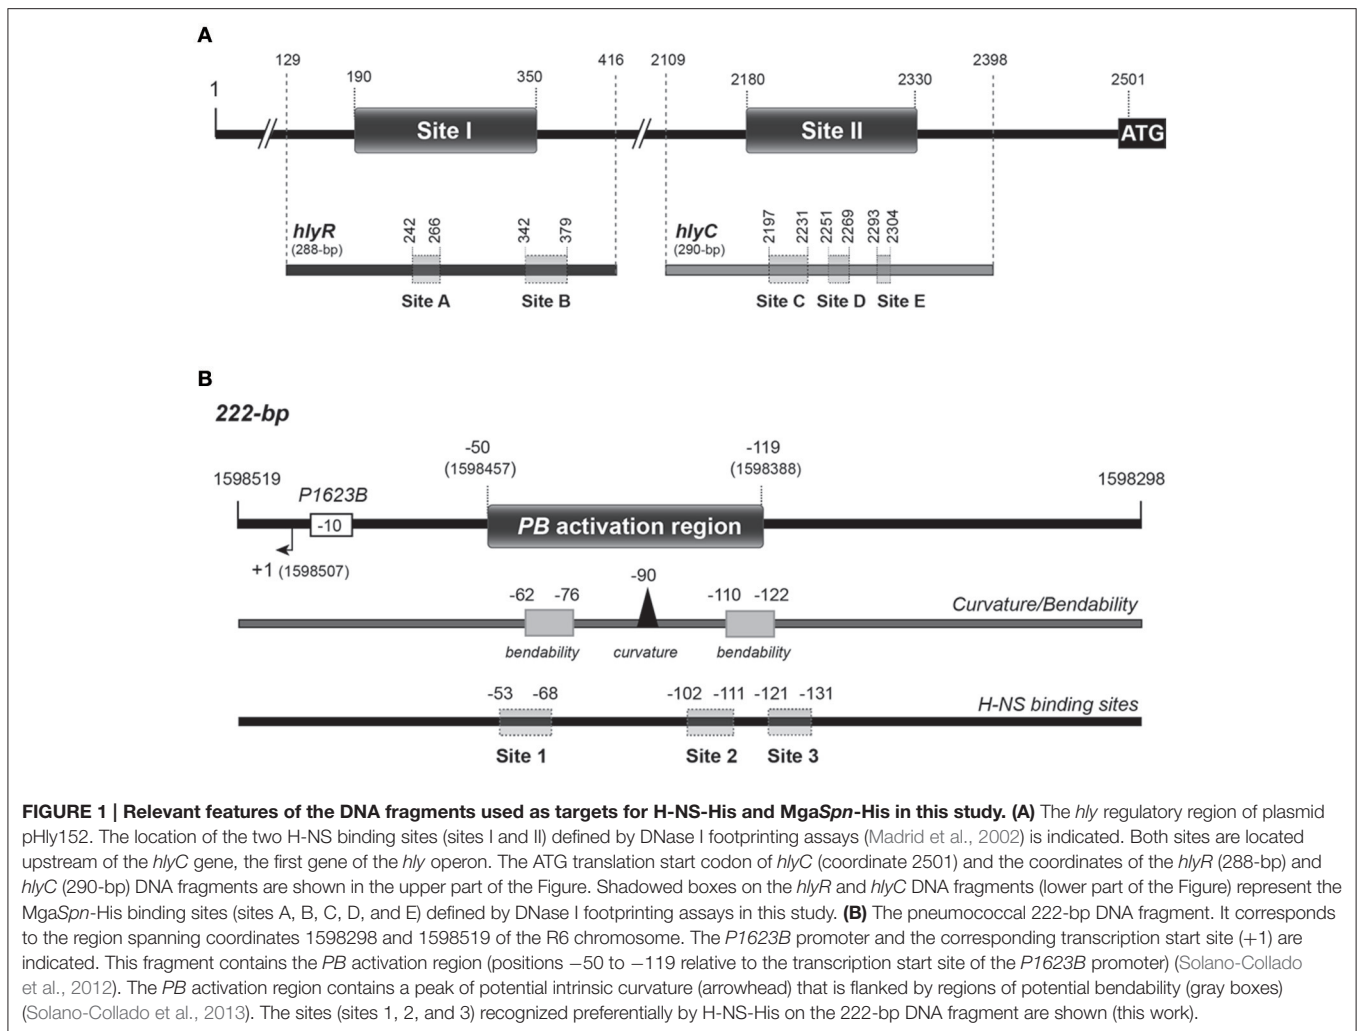 A
1
129
190
350
416
2109
2180
2330
2398
2501
Site I
Site II
ATG
hlyR
(288-bp)
242
266
342
379
hlyC
(290-bp)
2197
2231
2251
2269
2293
2304
Site A
Site B
Site C
Site D
Site E
B
222-bp
1598519
P1623B
-10
+1 (1598507)
-50
(1598457)
-119
(1598388)
1598298
PB activation region
-62
-76
-90
-110
-122
Curvature/Bendability
bendability
curvature
bendability
-53
-68
-102
-111
-121
-131
H-NS binding sites
Site 1
Site 2
Site 3
FIGURE 1 | Relevant features of the DNA fragments used as targets for H-NS-His and MgaSpn-His in this study. (A) The hly regulatory region of plasmid
pHly152. The location of the two H-NS binding sites (sites I and II) defined by DNase I footprinting assays (Madrid et al., 2002) is indicated. Both sites are located
upstream of the hlyC gene, the first gene of the hly operon. The ATG translation start codon of hlyC (coordinate 2501) and the coordinates of the hlyR (288-bp) and
hlyC (290-bp) DNA fragments are shown in the upper part of the Figure. Shadowed boxes on the hlyR and hlyC DNA fragments (lower part of the Figure) represent the
MgaSpn-His binding sites (sites A, B, C, D, and E) defined by DNase I footprinting assays in this study. (B) The pneumococcal 222-bp DNA fragment. It corresponds
to the region spanning coordinates 1598298 and 1598519 of the R6 chromosome. The P1623B promoter and the corresponding transcription start site (+1) are
indicated. This fragment contains the PB activation region (positions −50 to −119 relative to the transcription start site of the P1623B promoter) (Solano-Collado
et al., 2012). The PB activation region contains a peak of potential intrinsic curvature (arrowhead) that is flanked by regions of potential bendability (gray boxes)
(Solano-Collado et al., 2013). The sites (sites 1, 2, and 3) recognized preferentially by H-NS-His on the 222-bp DNA fragment are shown (this work).